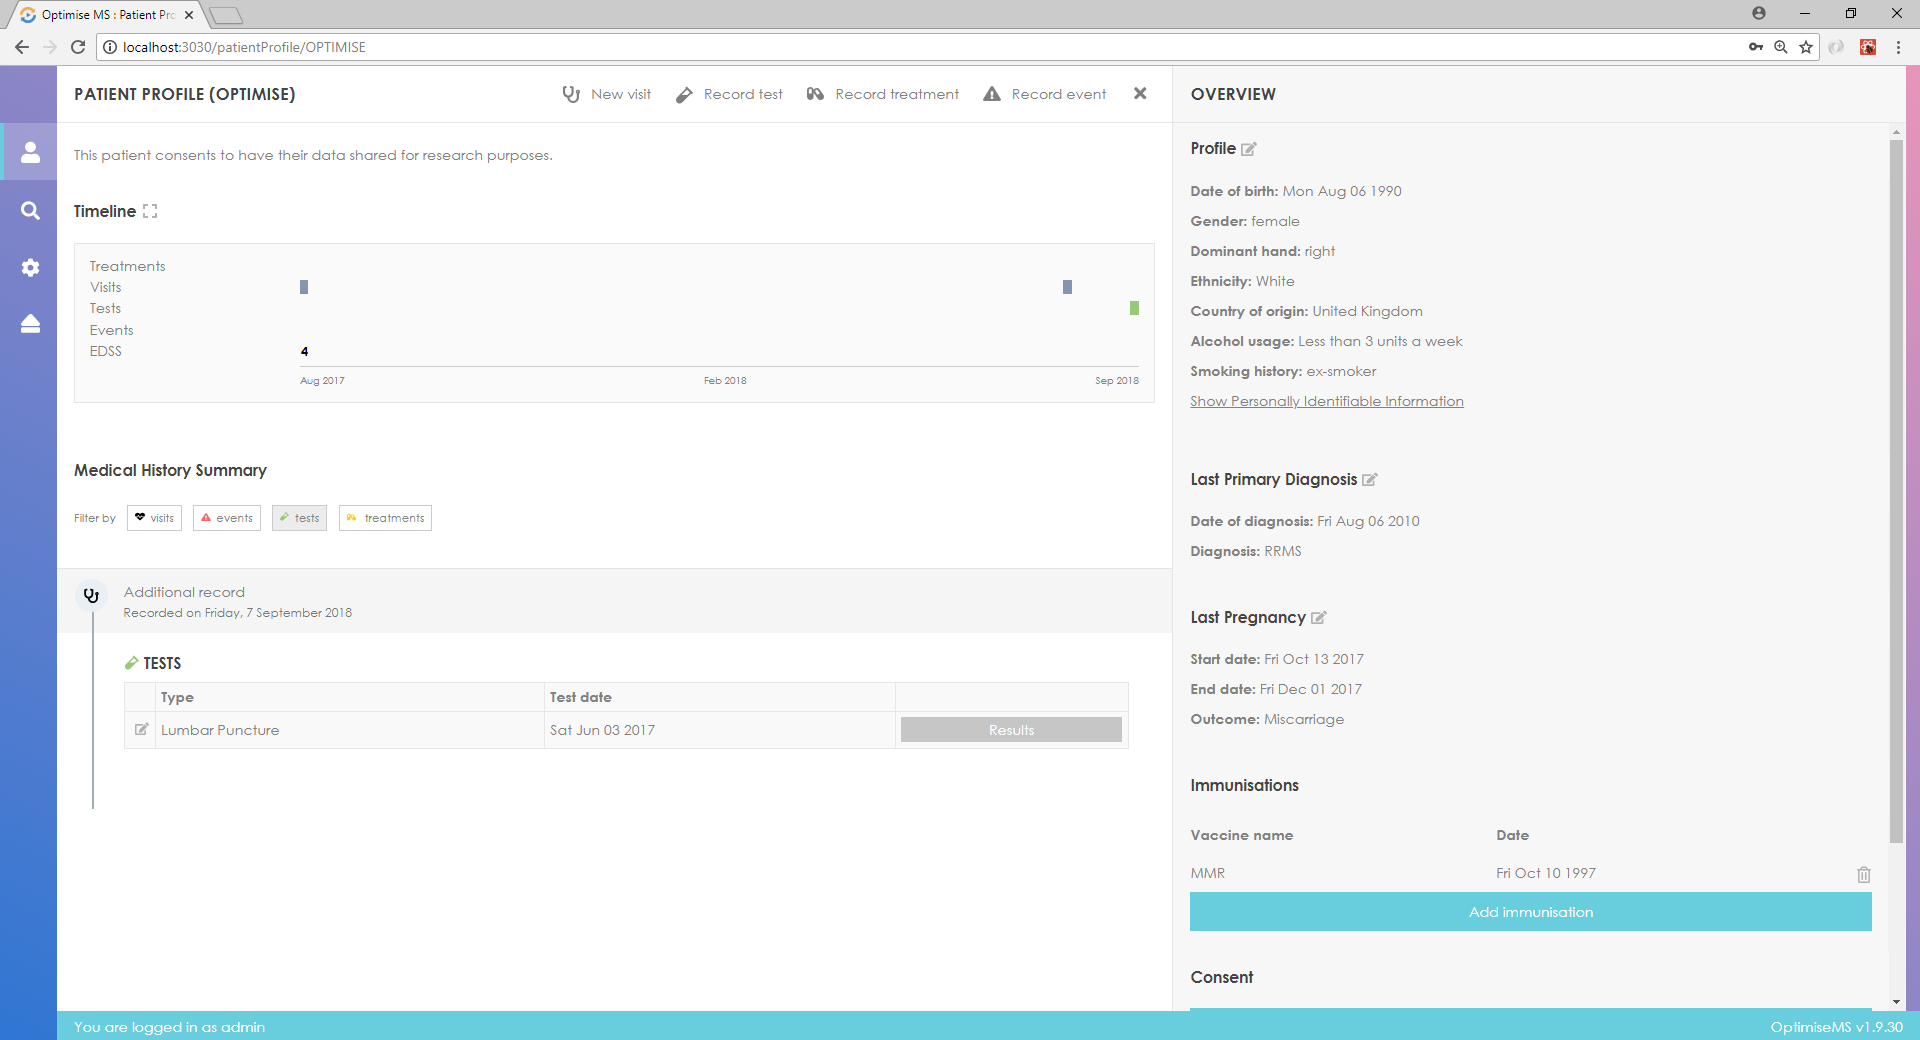 Optimise MS : Patient Pro
localhost:3030/patientProfile/OPTIMISE
PATIENT PROFILE (OPTIMISE)
New visit
Record test
Record treatment
Record event
This patient consents to have their data shared for research purposes.
Timeline
Treatments
Visits
Tests
Events
EDSS
4
Aug 2017
Feb 2018
Sep 2018
Medical History Summary
Filter by visits events tests treatments
Additional record
Recorded on Friday, 7 September 2018
TESTS
Type Test date
Lumbar Puncture Sat Jun 03 2017 Results
OVERVIEW
Profile
Date of birth: Mon Aug 06 1990
Gender: female
Dominant hand: right
Ethnicity: White
Country of origin: United Kingdom
Alcohol usage: Less than 3 units a week
Smoking history: ex-smoker
Show Personally Identifiable Information
Last Primary Diagnosis
Date of diagnosis: Fri Aug 06 2010
Diagnosis: RRMS
Last Pregnancy
Start date: Fri Oct 13 2017
End date: Fri Dec 01 2017
Outcome: Miscarriage
Immunisations
Vaccine name Date
MMR Fri Oct 10 1997
Add immunisation
Consent
You are logged in as admin
OptimiseMS v1.9.30